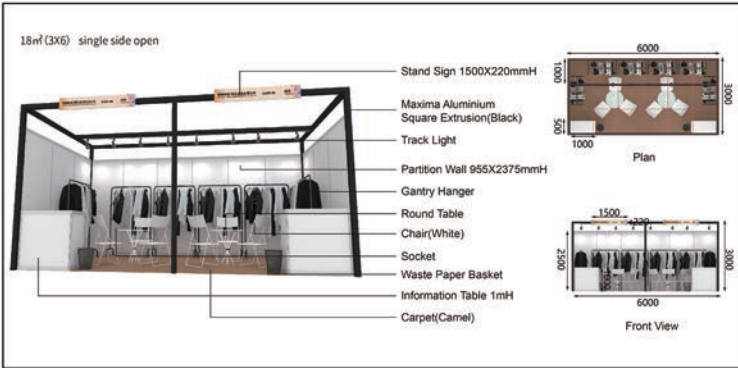 18㎡(3X6) single side open
Stand Sign 1500X220mmH
Maxima Aluminium
Square Extrusion(Black)
Track Light
Partition Wall 955X2375mmH
Gantry Hanger
Round Table
Chair(White)
Socket
Waste Paper Basket
Information Table 1mH
Carpet(Camel)
6000
1000
3000
500
1000
Plan
1500
220
2500
1000
3000
6000
Front View